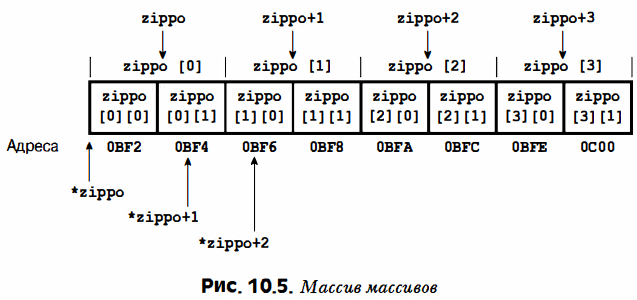 zippo zippo+1 zippo+2 zippo+3
zippo [0] zippo [1] zippo [2] zippo [3]
zippo zippo zippo zippo zippo zippo zippo zippo
[0][0] [0][1] [1][0] [1][1] [2][0] [2][1] [3][0] [3][1]
Адреса 0BF2 0BF4 0BF6 0BF8 0BFA 0BFC 0BFE 0C00
*zippo
*zippo+1
*zippo+2
Рис. 10.5. Массив массивов